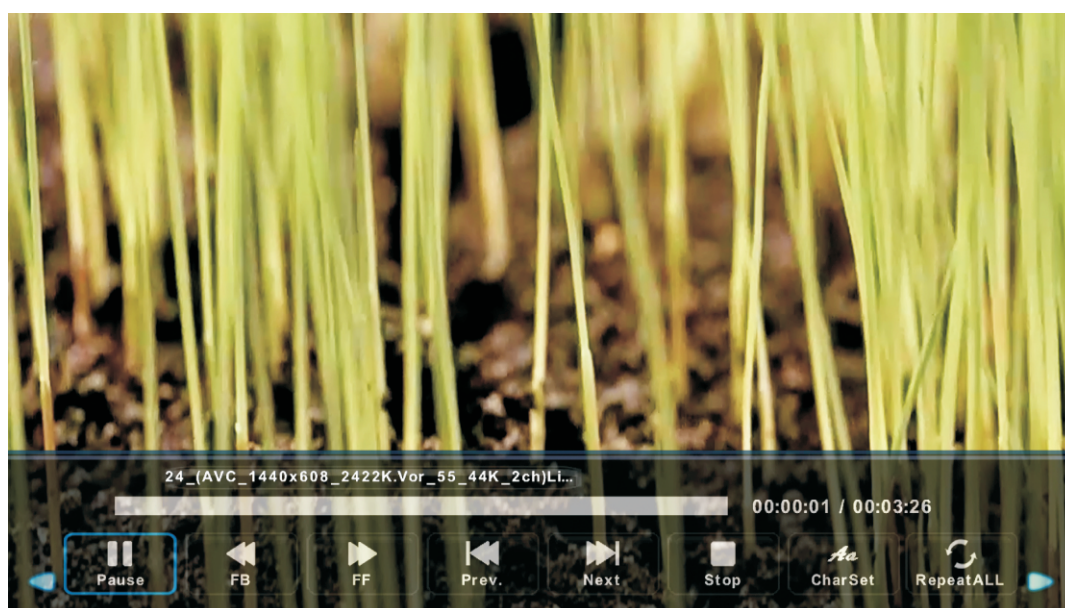 24_(AVC_1440x608_2422K.Vor_55_44K_2ch)Li...
00:00:01 / 00:03:26
Pause FB FF Prev. Next Stop Aa CharSet RepeatALL